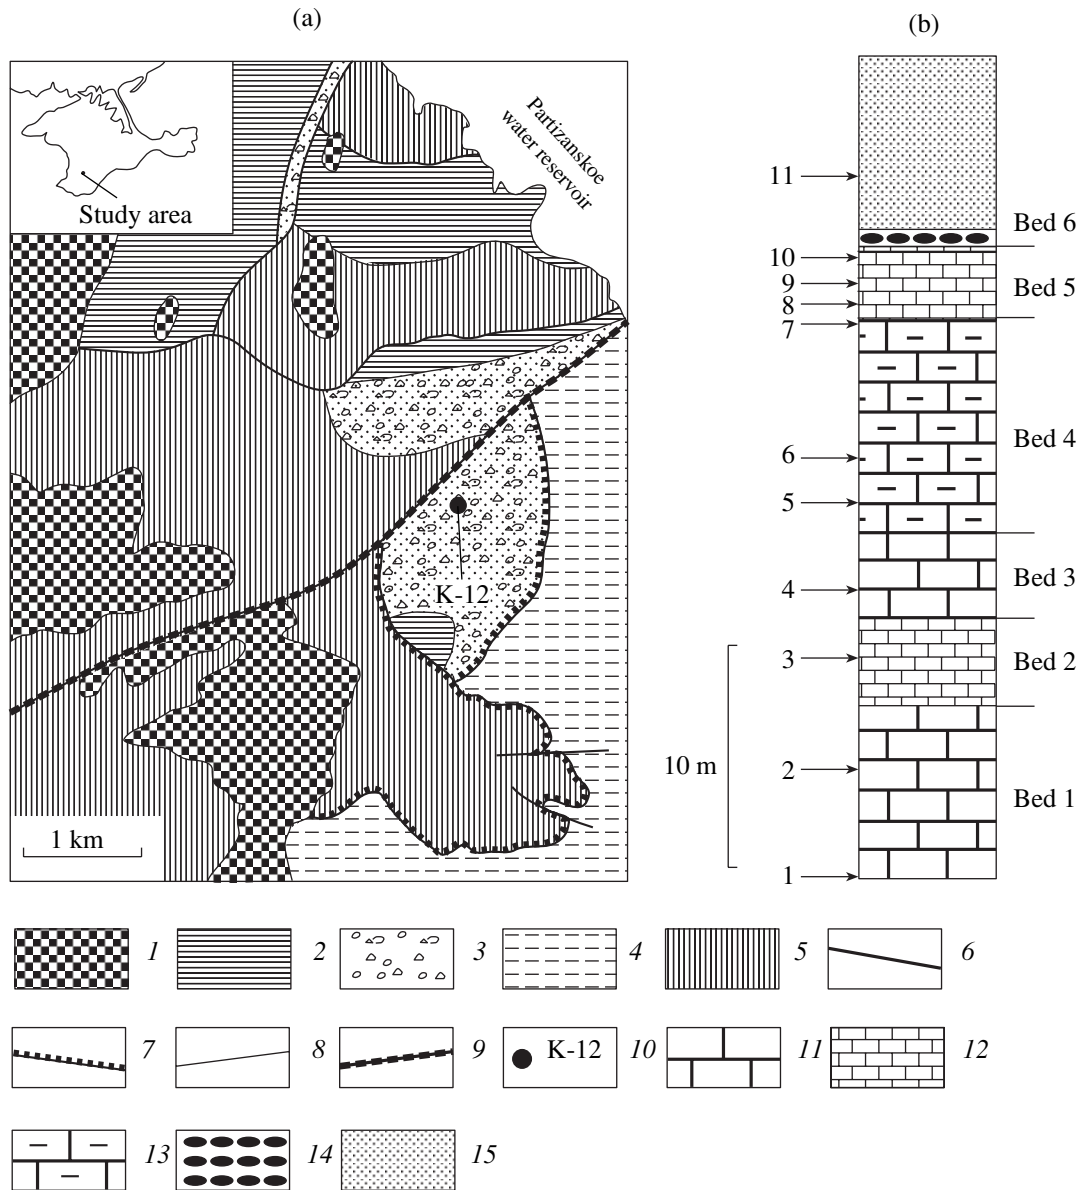 (a)
(b)
Partizanskoe
water reservoir
Study area
K-12
1 km
11
10
9
8
7
6
5
4
3
2
1
10 m
Bed 6
Bed 5
Bed 4
Bed 3
Bed 2
Bed 1
1 2 3 4 5 6
7 8 9 K-12 10 11 12
13 14 15